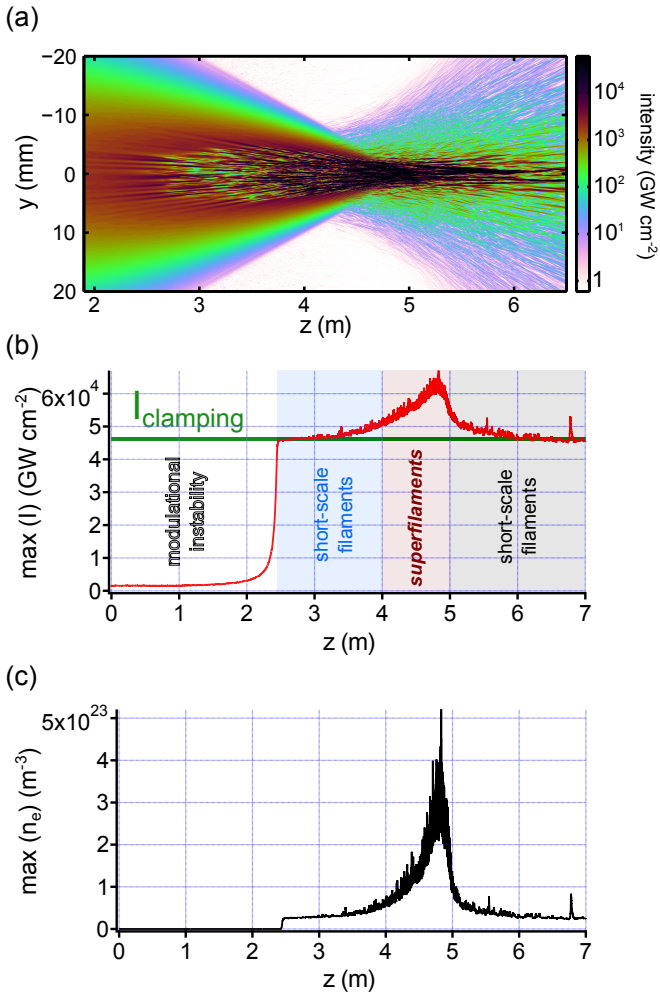 (a)
−20
−10
0
10
20
y (mm)
2
3
4
5
6
z (m)
10⁴
10³
10²
10¹
1
intensity (GW cm⁻²)
(b)
6x10⁴
5
4
3
2
1
0
max (I) (GW cm⁻²)
I clamping
modulational
instability
short-scale
filaments
superfilaments
short-scale
filaments
0
1
2
3
4
5
6
7
z (m)
(c)
5x10²³
4
3
2
1
0
max (nₑ) (m⁻³)
0
1
2
3
4
5
6
7
z (m)